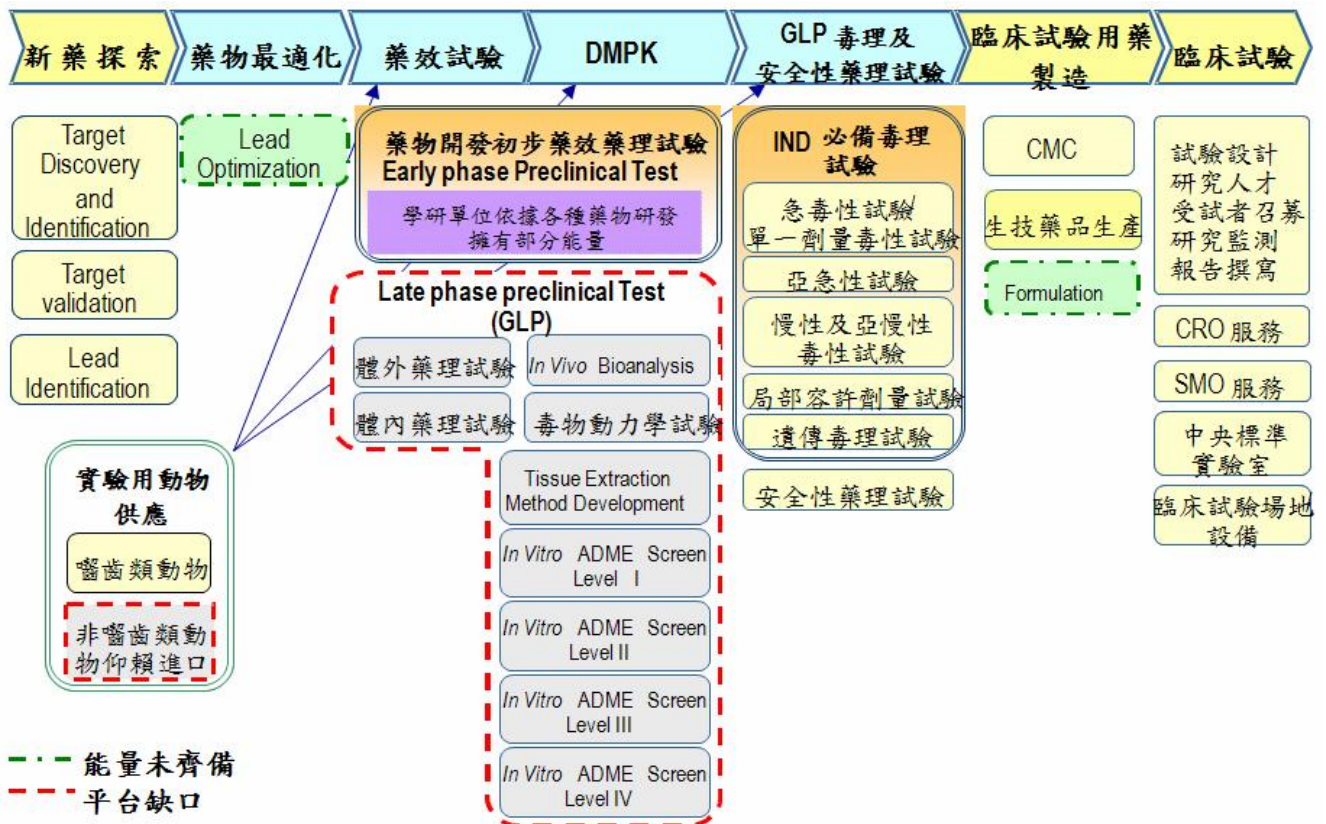 新藥探索
藥物最適化
藥效試驗
DMPK
GLP 毒理及
安全性藥理試驗
臨床試驗用藥
製造
臨床試驗
Target
Discovery
and
Identification
Target
validation
Lead
Identification
Lead
Optimization
藥物開發初步藥效藥理試驗
Early phase Preclinical Test
學研單位依據各種藥物研發
擁有部分能量
Late phase preclinical Test
(GLP)
體外藥理試驗
In Vivo Bioanalysis
體內藥理試驗
毒物動力學試驗
Tissue Extraction
Method Development
In Vitro ADME Screen
Level I
In Vitro ADME Screen
Level II
In Vitro ADME Screen
Level III
In Vitro ADME Screen
Level IV
IND 必備毒理
試驗
急毒性試驗/
單一劑量毒性試驗
亞急性試驗
慢性及亞慢性
毒性試驗
局部容許劑量試驗
遺傳毒理試驗
安全性藥理試驗
CMC
生技藥品生產
Formulation
試驗設計
研究人才
受試者召募
研究監測
報告撰寫
CRO 服務
SMO 服務
中央標準
實驗室
臨床試驗場地
設備
實驗用動物
供應
嚙齒類動物
非嚙齒類動
物仰賴進口
能量未齊備
平台缺口